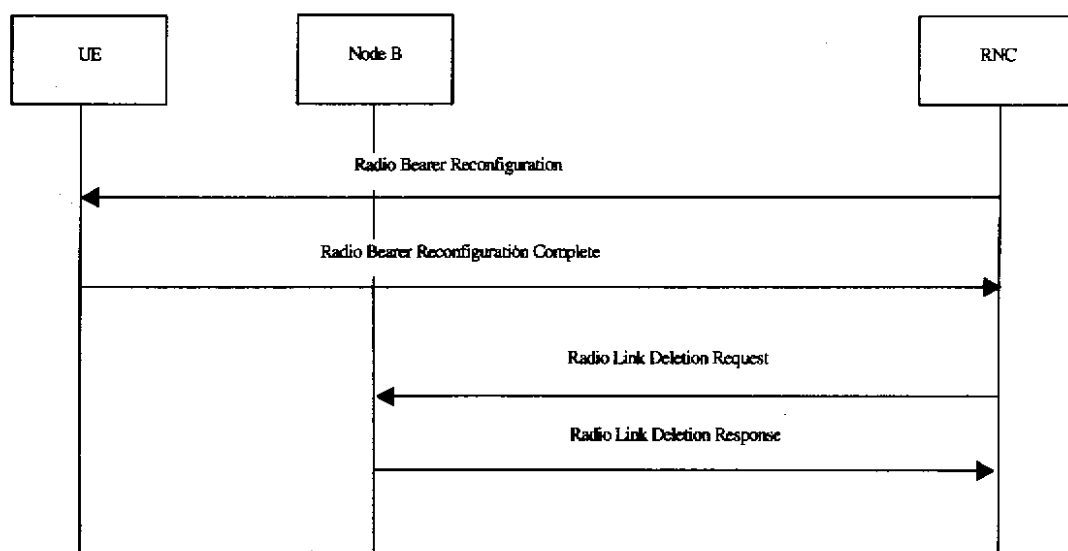 UE
Node B
RNC
Radio Bearer Reconfiguration
Radio Bearer Reconfiguration Complete
Radio Link Deletion Request
Radio Link Deletion Response